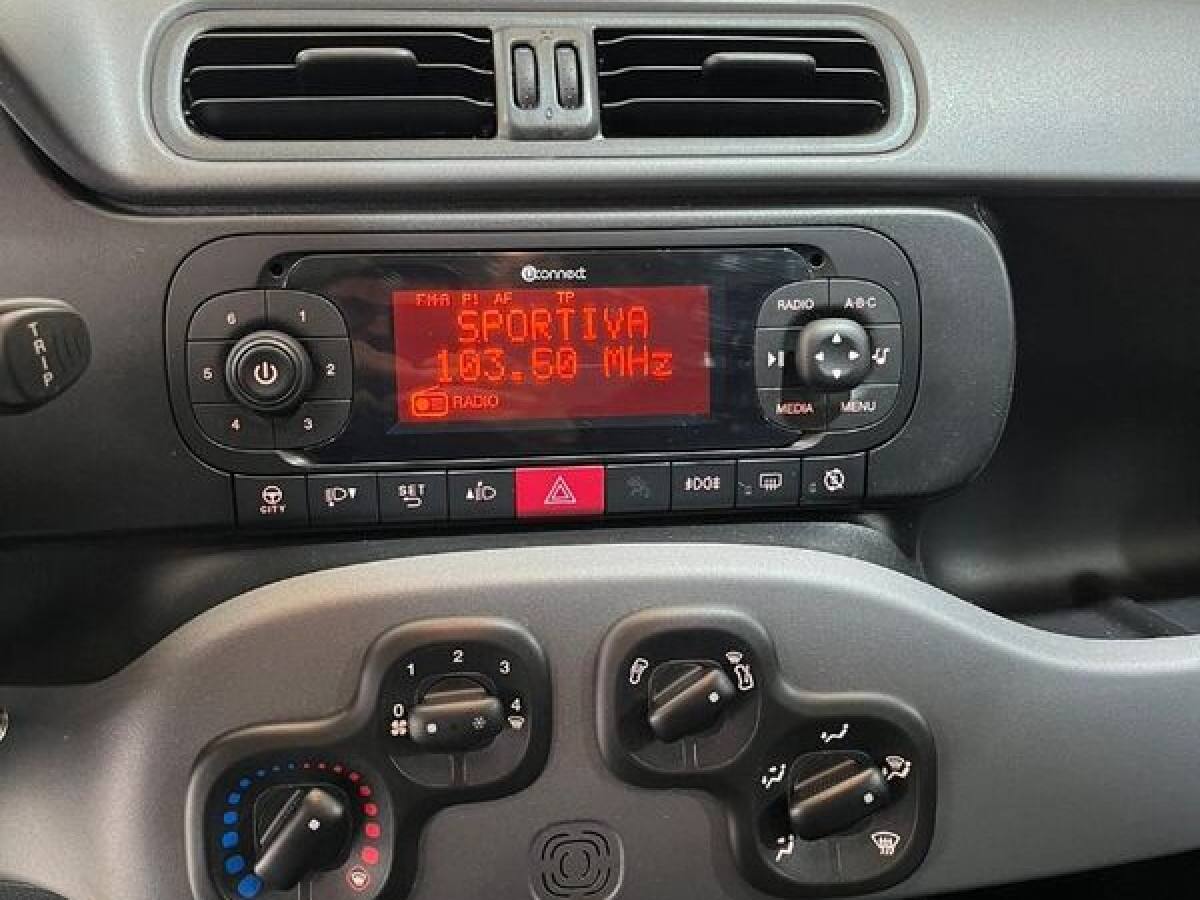 Uconnect
FM-A P1 AF TP
SPORTIVA
103.50 MHz
RADIO
6 1
5 2
4 3
RADIO A·B·C
MEDIA MENU
TRIP
CITY SET
0 1 2 3 4